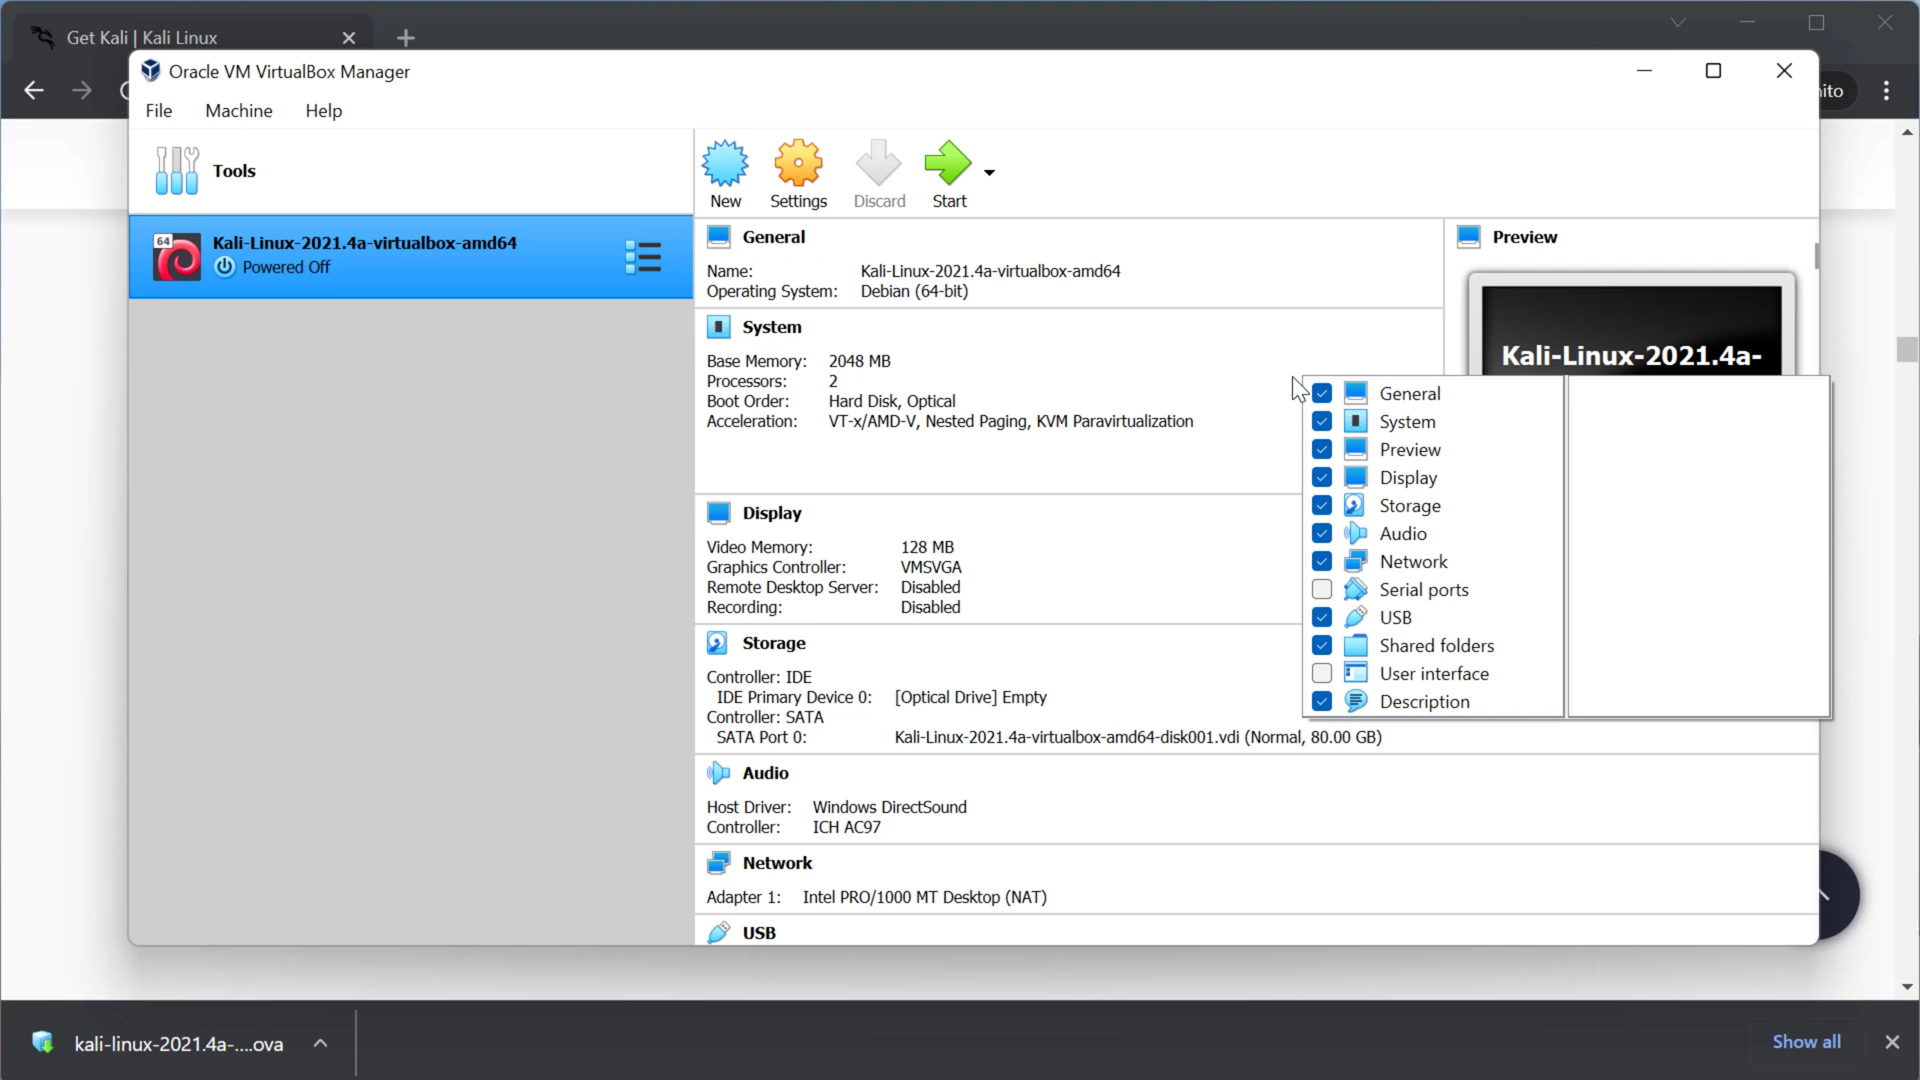 Get Kali | Kali Linux
Oracle VM VirtualBox Manager
ito
File Machine Help
Tools
New Settings Discard Start
64
Kali-Linux-2021.4a-virtualbox-amd64
Powered Off
General
Name: Kali-Linux-2021.4a-virtualbox-amd64
Operating System: Debian (64-bit)
Preview
Kali-Linux-2021.4a-
System
Base Memory: 2048 MB
Processors: 2
Boot Order: Hard Disk, Optical
Acceleration: VT-x/AMD-V, Nested Paging, KVM Paravirtualization
General
System
Preview
Display
Storage
Audio
Network
Serial ports
USB
Shared folders
User interface
Description
Display
Video Memory: 128 MB
Graphics Controller: VMSVGA
Remote Desktop Server: Disabled
Recording: Disabled
Storage
Controller: IDE
IDE Primary Device 0: [Optical Drive] Empty
Controller: SATA
SATA Port 0: Kali-Linux-2021.4a-virtualbox-amd64-disk001.vdi (Normal, 80.00 GB)
Audio
Host Driver: Windows DirectSound
Controller: ICH AC97
Network
Adapter 1: Intel PRO/1000 MT Desktop (NAT)
USB
kali-linux-2021.4a-....ova
Show all